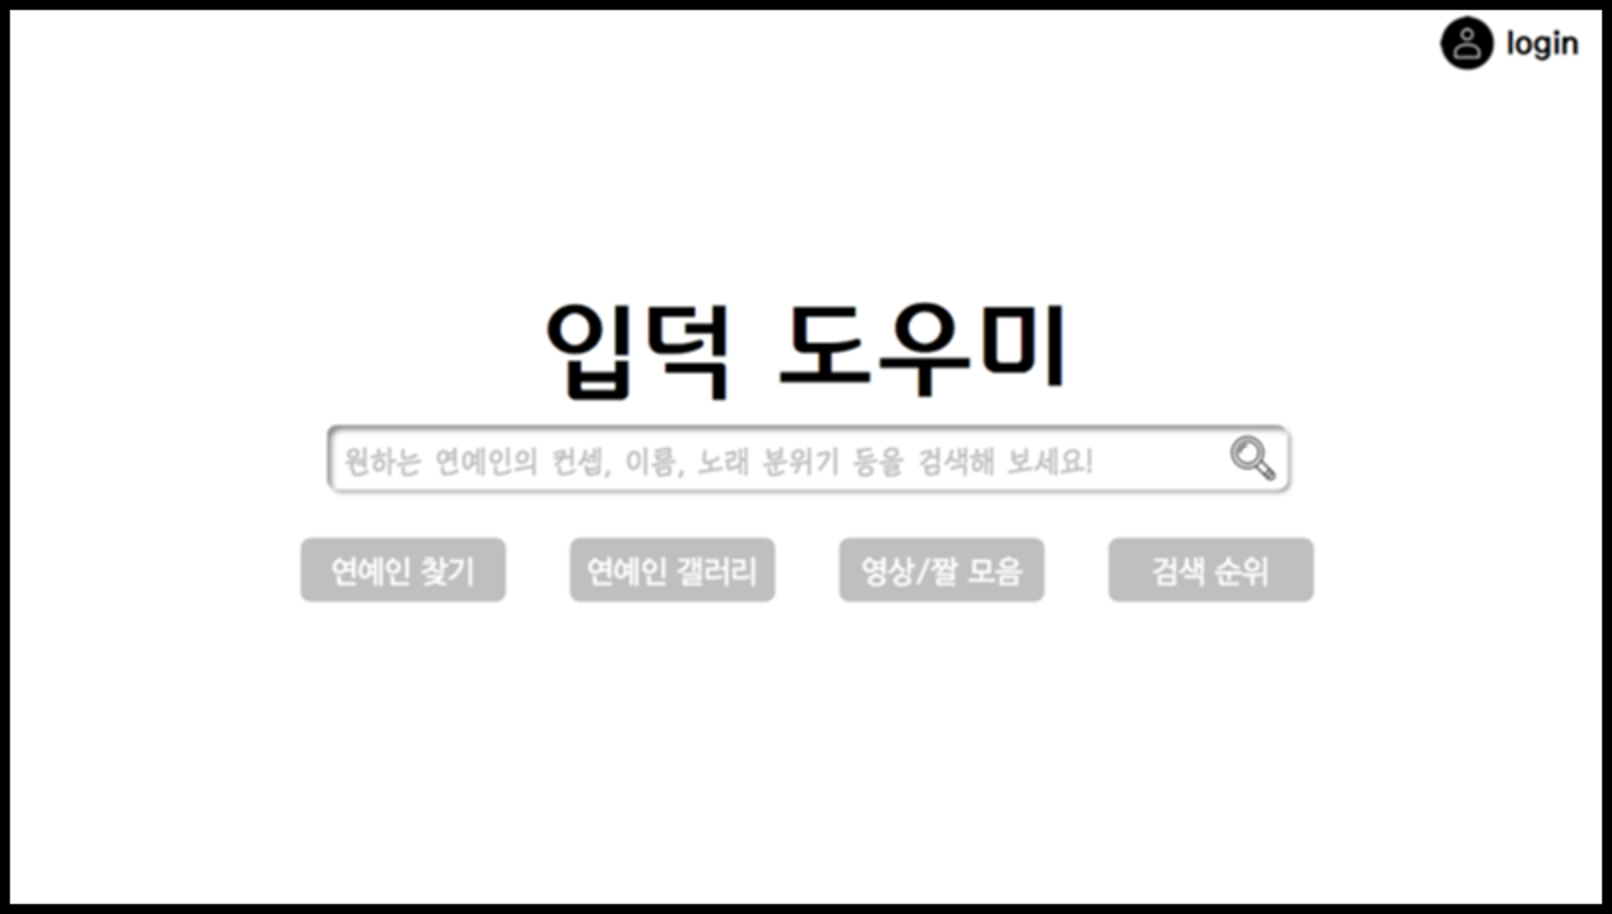 login
입덕 도우미
원하는 연예인의 컨셉, 이름, 노래 분위기 등을 검색해 보세요!
연예인 찾기
연예인 갤러리
영상/짤 모음
검색 순위